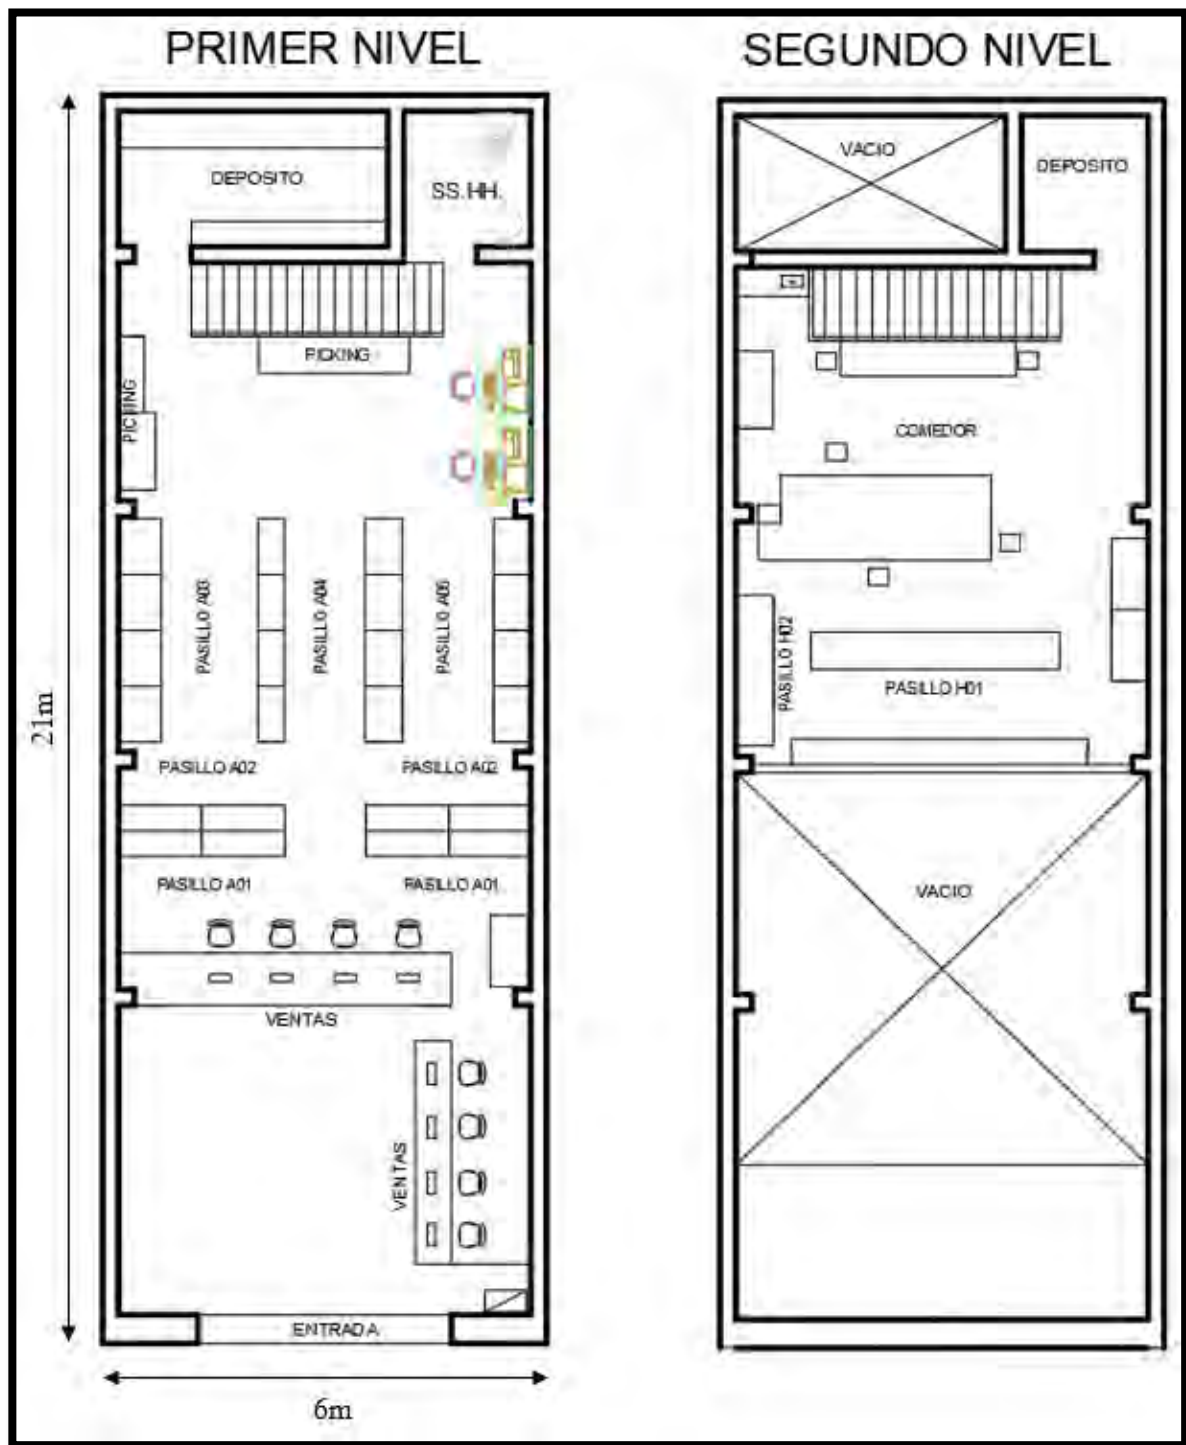 PRIMER NIVEL
DEPOSITO
SS.HH.
PICKING
PICKING
PASILLO A03
PASILLO A04
PASILLO A05
PASILLO A02
PASILLO A02
PASILLO A01
PASILLO A01
VENTAS
VENTAS
ENTRADA
21m
6m
SEGUNDO NIVEL
VACIO
DEPOSITO
COMEDOR
PASILLO H02
PASILLO H01
VACIO